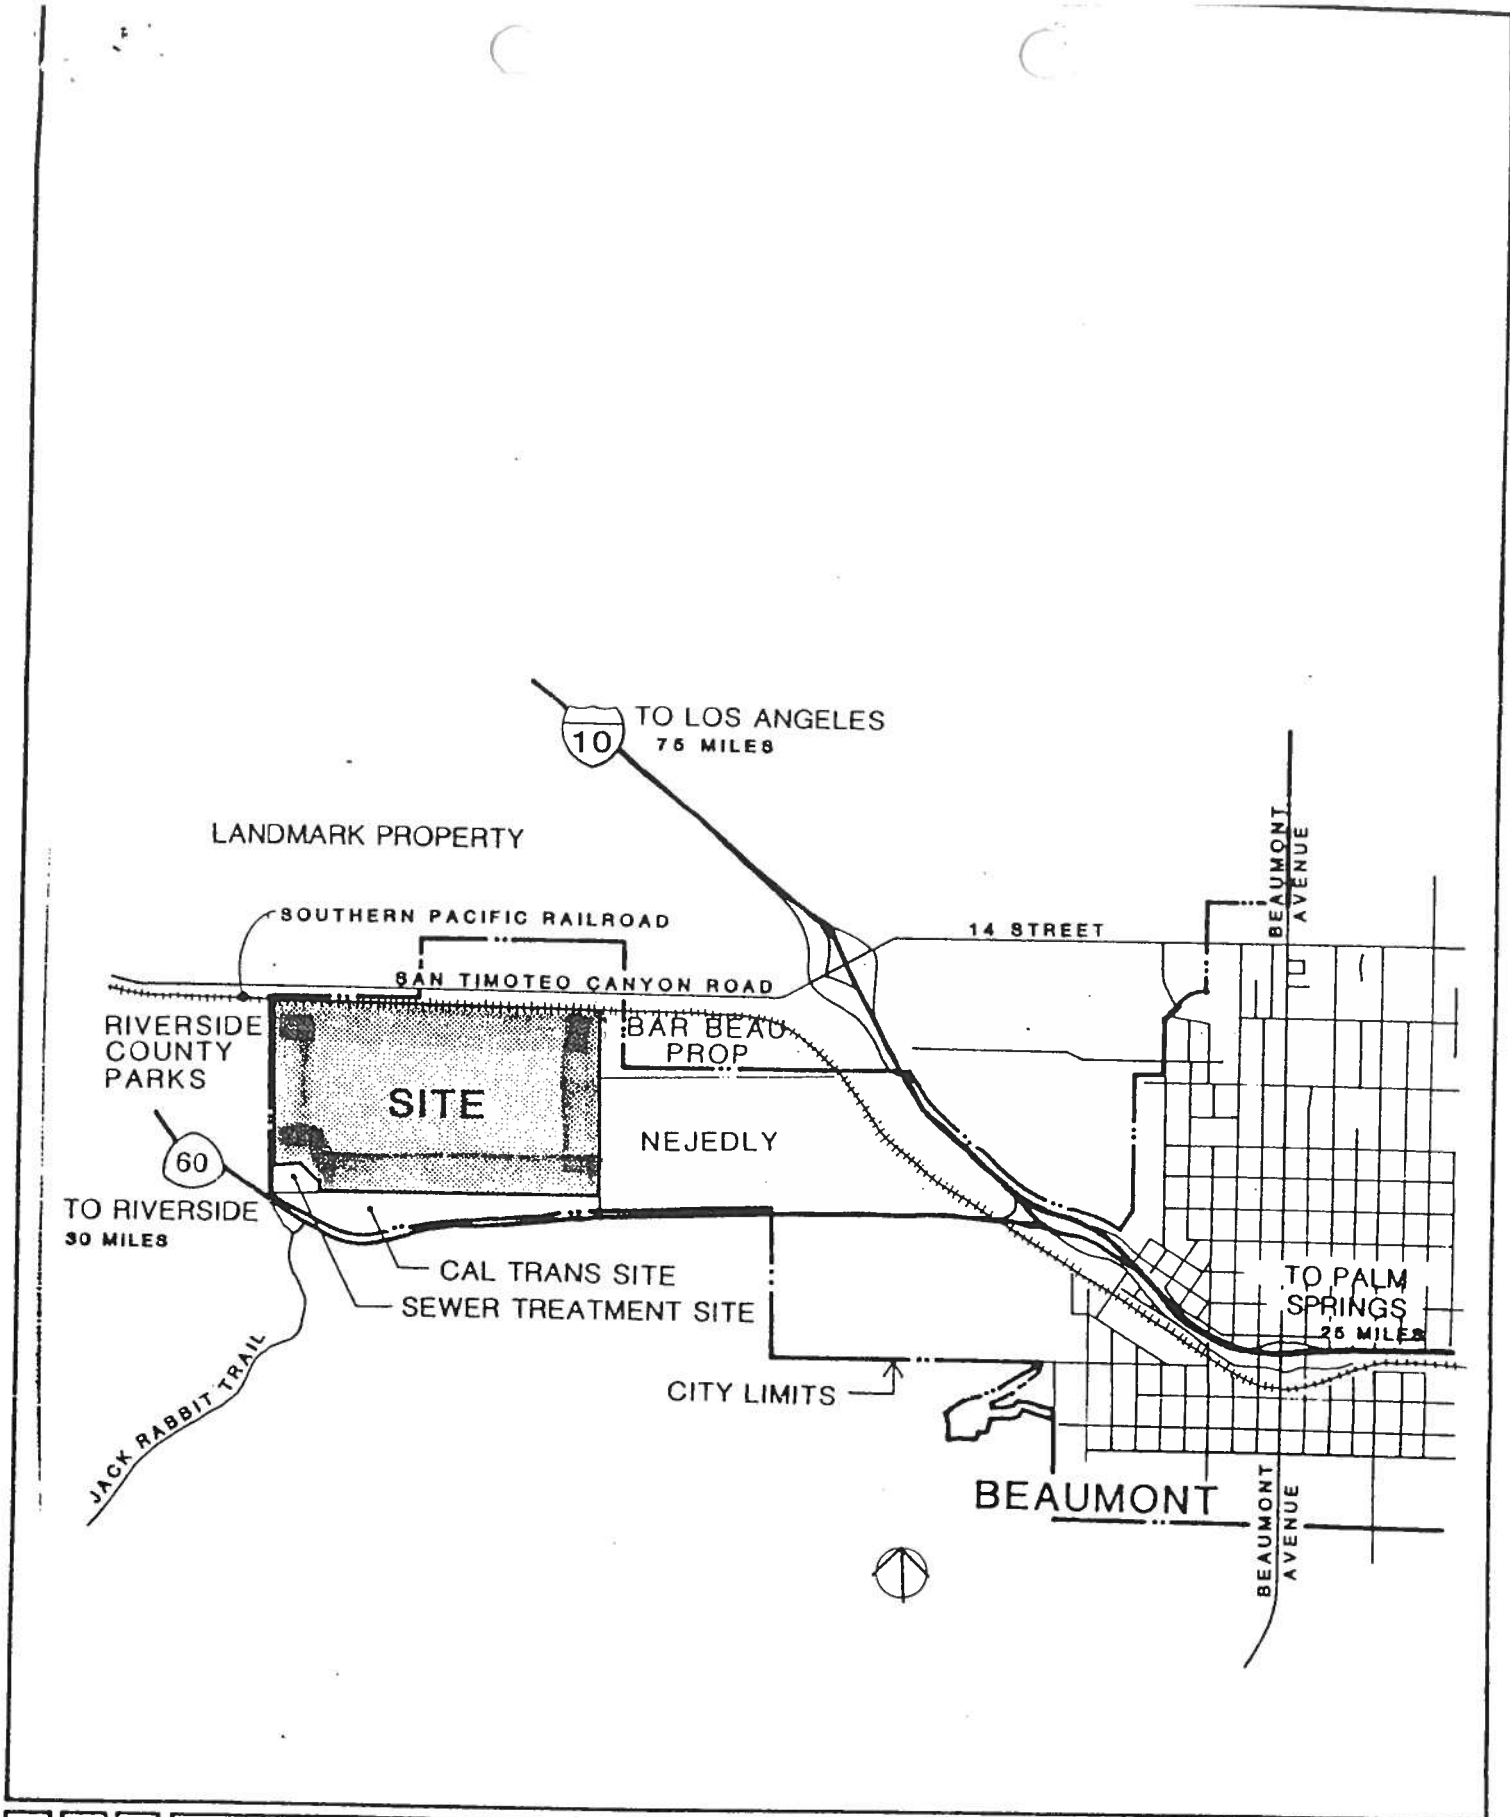 10
TO LOS ANGELES
75 MILES
LANDMARK PROPERTY
BEAUMONT
AVENUE
SOUTHERN PACIFIC RAILROAD
14 STREET
SAN TIMOTEO CANYON ROAD
RIVERSIDE
COUNTY
PARKS
BAR BEAU
PROP
SITE
NEJEDLY
60
TO RIVERSIDE
30 MILES
CAL TRANS SITE
SEWER TREATMENT SITE
TO PALM
SPRINGS
25 MILES
JACK RABBIT TRAIL
CITY LIMITS
BEAUMONT
BEAUMONT
AVENUE